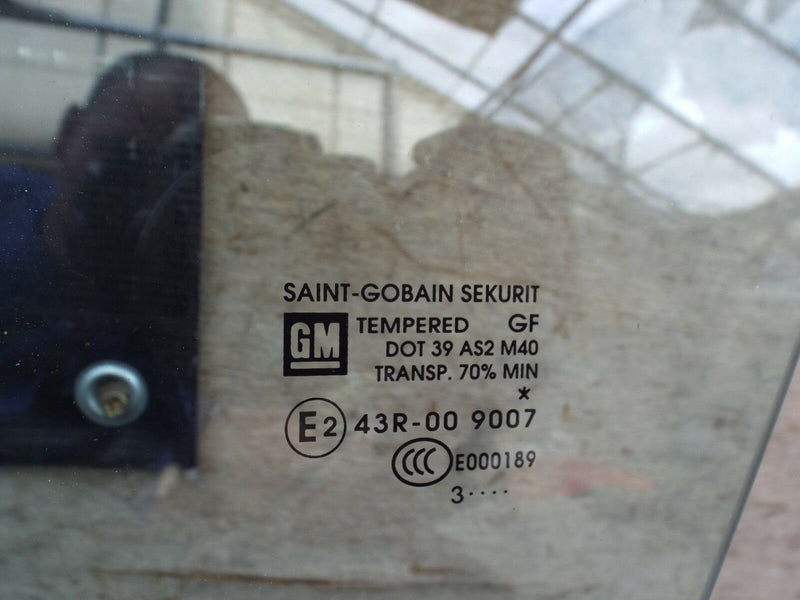 SAINT-GOBAIN SEKURIT
GM TEMPERED GF
DOT 39 AS2 M40
TRANSP. 70% MIN
*
E2 43R-00 9007
CCC E000189
3····